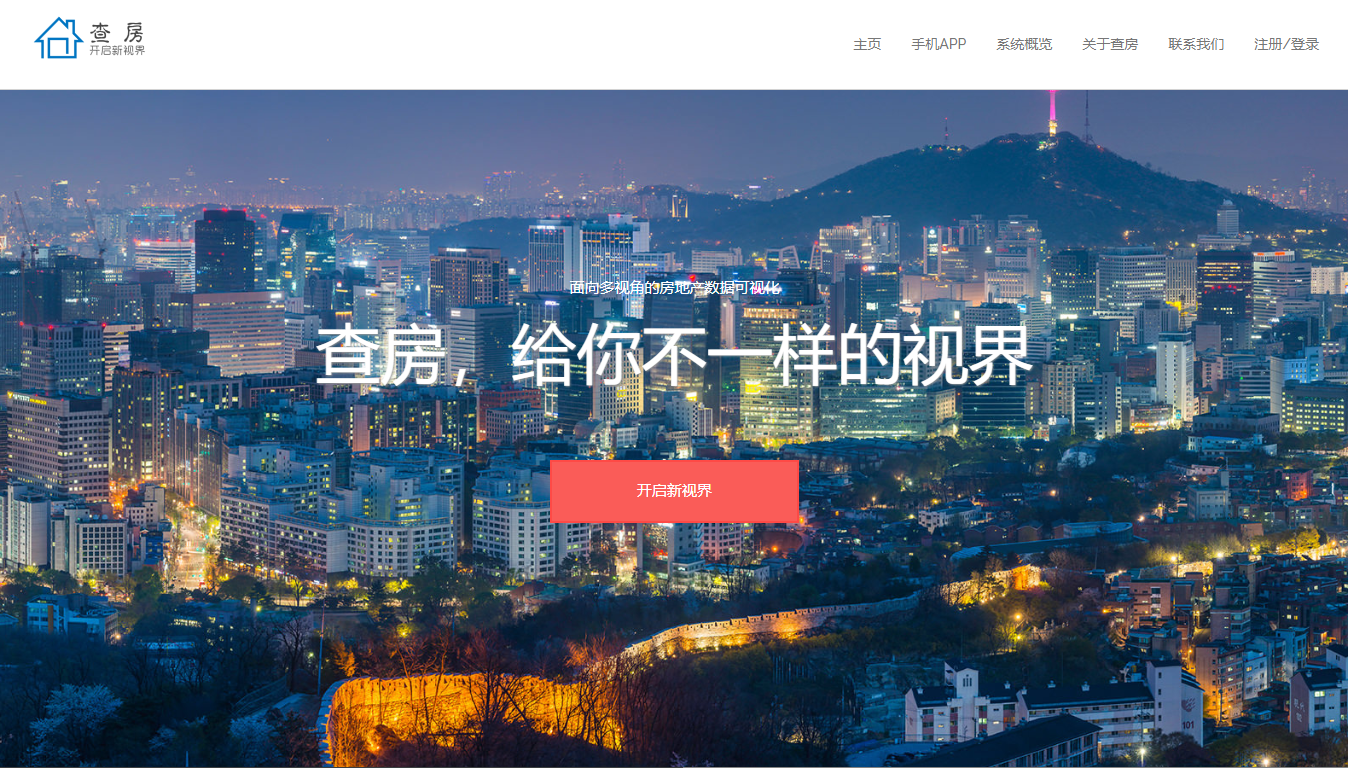 查 房
开启新视界
主页 手机APP 系统概览 关于查房 联系我们 注册/登录
面向多视角的房地产数据可视化
查房，给你不一样的视界
开启新视界
101